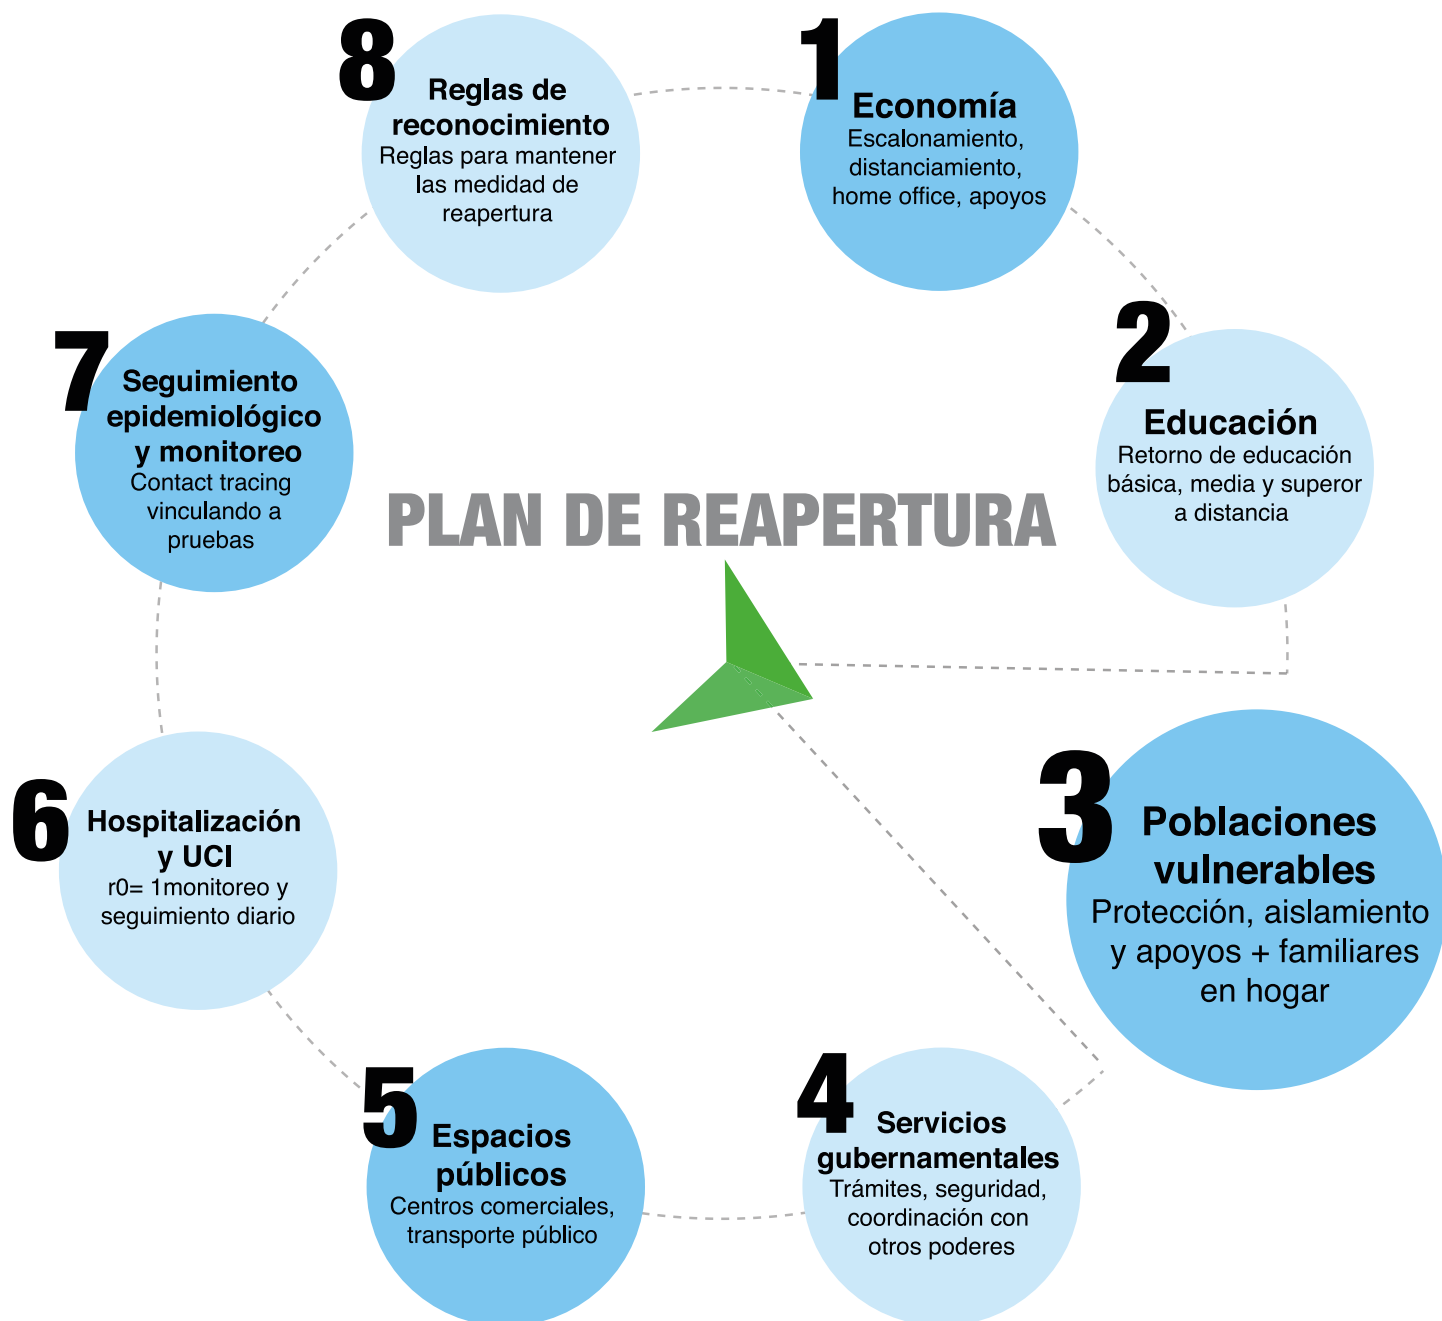 PLAN DE REAPERTURA
1
Economía
Escalonamiento,
distanciamiento,
home office, apoyos
2
Educación
Retorno de educación
básica, media y superor
a distancia
3
Poblaciones
vulnerables
Protección, aislamiento
y apoyos + familiares
en hogar
4
Servicios
gubernamentales
Trámites, seguridad,
coordinación con
otros poderes
5
Espacios
públicos
Centros comerciales,
transporte público
6
Hospitalización
y UCI
r0= 1monitoreo y
seguimiento diario
7
Seguimiento
epidemiológico
y monitoreo
Contact tracing
vinculando a
pruebas
8
Reglas de
reconocimiento
Reglas para mantener
las medidad de
reapertura